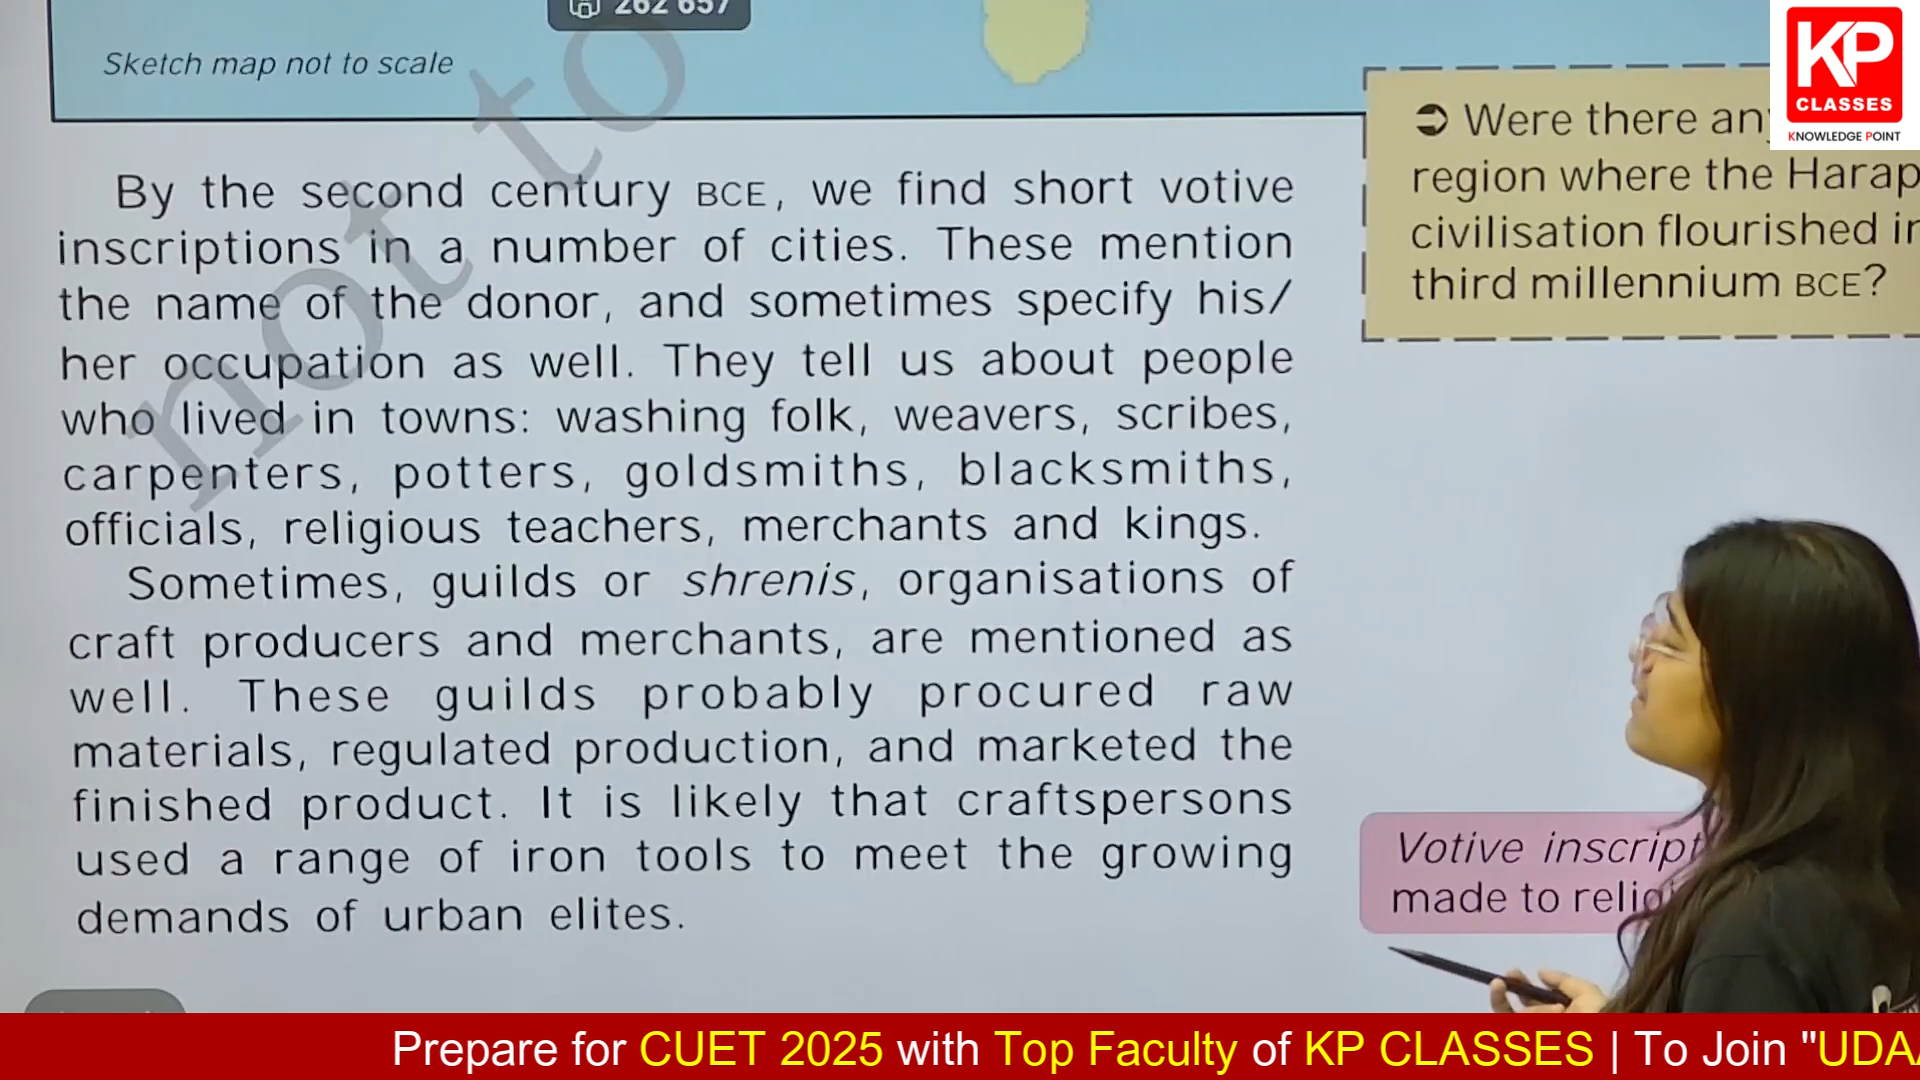 262 657
Sketch map not to scale
not to
KP
CLASSES
KNOWLEDGE POINT
➲ Were there any
region where the Harap
civilisation flourished in
third millennium BCE?
By the second century BCE, we find short votive
inscriptions in a number of cities. These mention
the name of the donor, and sometimes specify his/
her occupation as well. They tell us about people
who lived in towns: washing folk, weavers, scribes,
carpenters, potters, goldsmiths, blacksmiths,
officials, religious teachers, merchants and kings.
Sometimes, guilds or shrenis, organisations of
craft producers and merchants, are mentioned as
well. These guilds probably procured raw
materials, regulated production, and marketed the
finished product. It is likely that craftspersons
used a range of iron tools to meet the growing
demands of urban elites.
Votive inscript
made to relig
Prepare for CUET 2025 with Top Faculty of KP CLASSES | To Join "UDA